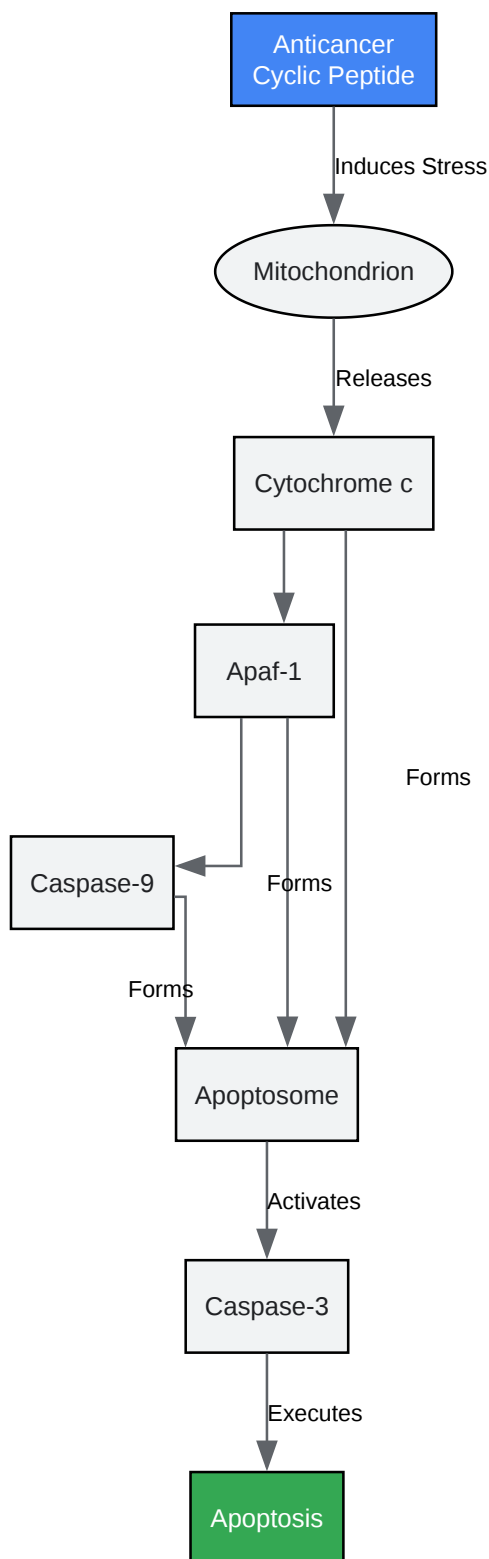 Anticancer
Cyclic Peptide
Induces Stress
Mitochondrion
Releases
Cytochrome c
Apaf-1
Forms
Caspase-9
Forms
Forms
Apoptosome
Activates
Caspase-3
Executes
Apoptosis